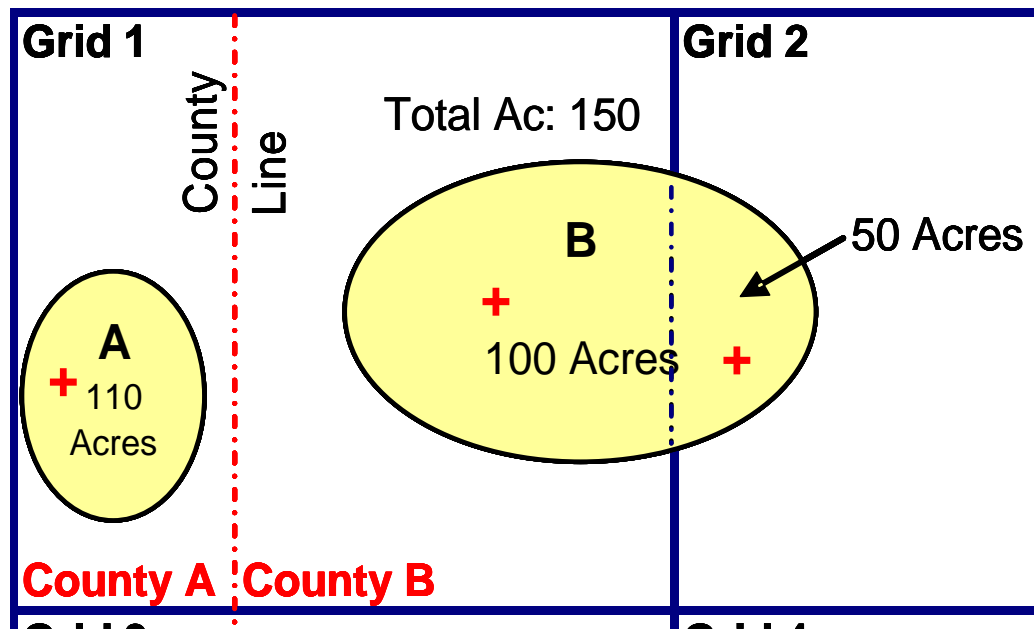 Grid 1
Grid 2
County
Line
Total Ac: 150
B
50 Acres
A
100 Acres
110
Acres
County A
County B